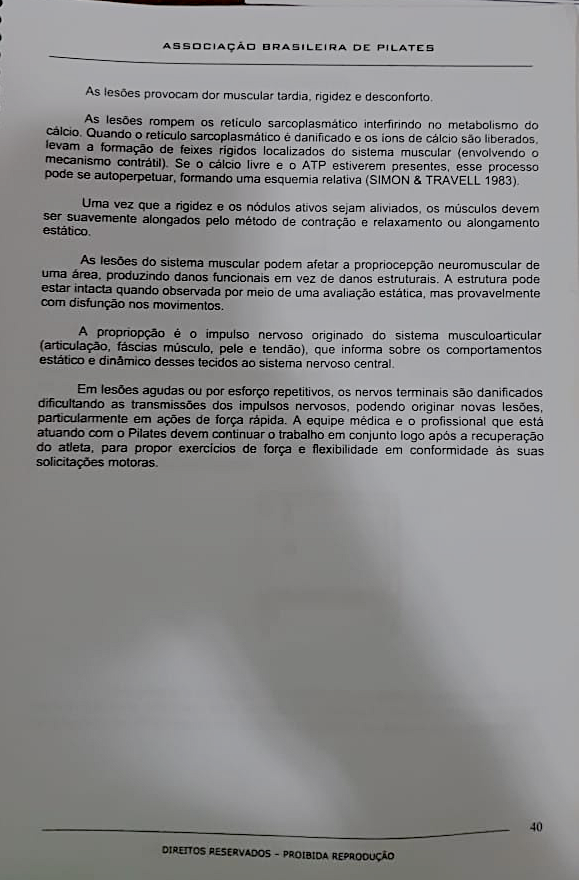 ASSOCIAÇÃO BRASILEIRA DE PILATES
As lesões provocam dor muscular tardia, rigidez e desconforto.
As lesões rompem os retículo sarcoplasmático interfirindo no metabolismo do
cálcio. Quando o retículo sarcoplasmático é danificado e os íons de cálcio são liberados,
levam a formação de feixes rígidos localizados do sistema muscular (envolvendo o
mecanismo contrátil). Se o cálcio livre e o ATP estiverem presentes, esse processo
pode se autoperpetuar, formando uma esquemia relativa (SIMON & TRAVELL 1983).
Uma vez que a rigidez e os nódulos ativos sejam aliviados, os músculos devem
ser suavemente alongados pelo método de contração e relaxamento ou alongamento
estático.
As lesões do sistema muscular podem afetar a propriocepção neuromuscular de
uma área, produzindo danos funcionais em vez de danos estruturais. A estrutura pode
estar intacta quando observada por meio de uma avaliação estática, mas provavelmente
com disfunção nos movimentos.
A propriopção é o impulso nervoso originado do sistema musculoarticular
(articulação, fáscias músculo, pele e tendão), que informa sobre os comportamentos
estático e dinâmico desses tecidos ao sistema nervoso central.
Em lesões agudas ou por esforço repetitivos, os nervos terminais são danificados
dificultando as transmissões dos impulsos nervosos, podendo originar novas lesões,
particularmente em ações de força rápida. A equipe médica e o profissional que está
atuando com o Pilates devem continuar o trabalho em conjunto logo após a recuperação
do atleta, para propor exercícios de força e flexibilidade em conformidade às suas
solicitações motoras.
40
DIREITOS RESERVADOS - PROIBIDA REPRODUÇÃO